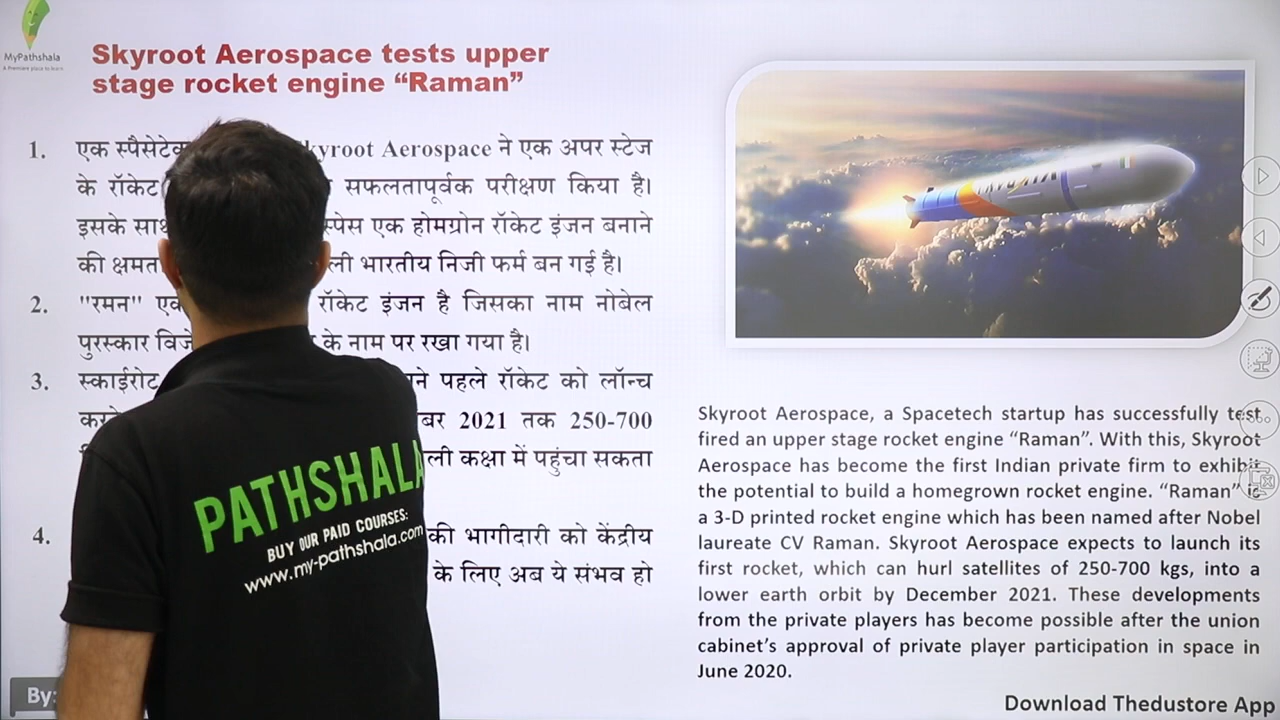 MyPathshala
Skyroot Aerospace tests upper
stage rocket engine “Raman”
1. एक स्पैसेटेक Skyroot Aerospace ने एक अपर स्टेज
के रॉकेट सफलतापूर्वक परीक्षण किया है।
इसके साथ स्पेस एक होमग्रोन रॉकेट इंजन बनाने
की क्षमता ली भारतीय निजी फर्म बन गई है।
2. "रमन" एक रॉकेट इंजन है जिसका नाम नोबेल
पुरस्कार विजे के नाम पर रखा गया है।
3. स्काईरोट ने पहले रॉकेट को लॉन्च
करने बर 2021 तक 250-700
ली कक्षा में पहुंचा सकता
4. की भागीदारी को केंद्रीय
के लिए अब ये संभव हो
PATHSHALA
BUY OUR PAID COURSES:
www.my-pathshala.com
Skyroot Aerospace, a Spacetech startup has successfully test
fired an upper stage rocket engine “Raman”. With this, Skyroot
Aerospace has become the first Indian private firm to exhibit
the potential to build a homegrown rocket engine. “Raman” is
a 3-D printed rocket engine which has been named after Nobel
laureate CV Raman. Skyroot Aerospace expects to launch its
first rocket, which can hurl satellites of 250-700 kgs, into a
lower earth orbit by December 2021. These developments
from the private players has become possible after the union
cabinet’s approval of private player participation in space in
June 2020.
By:
Download Thedustore App